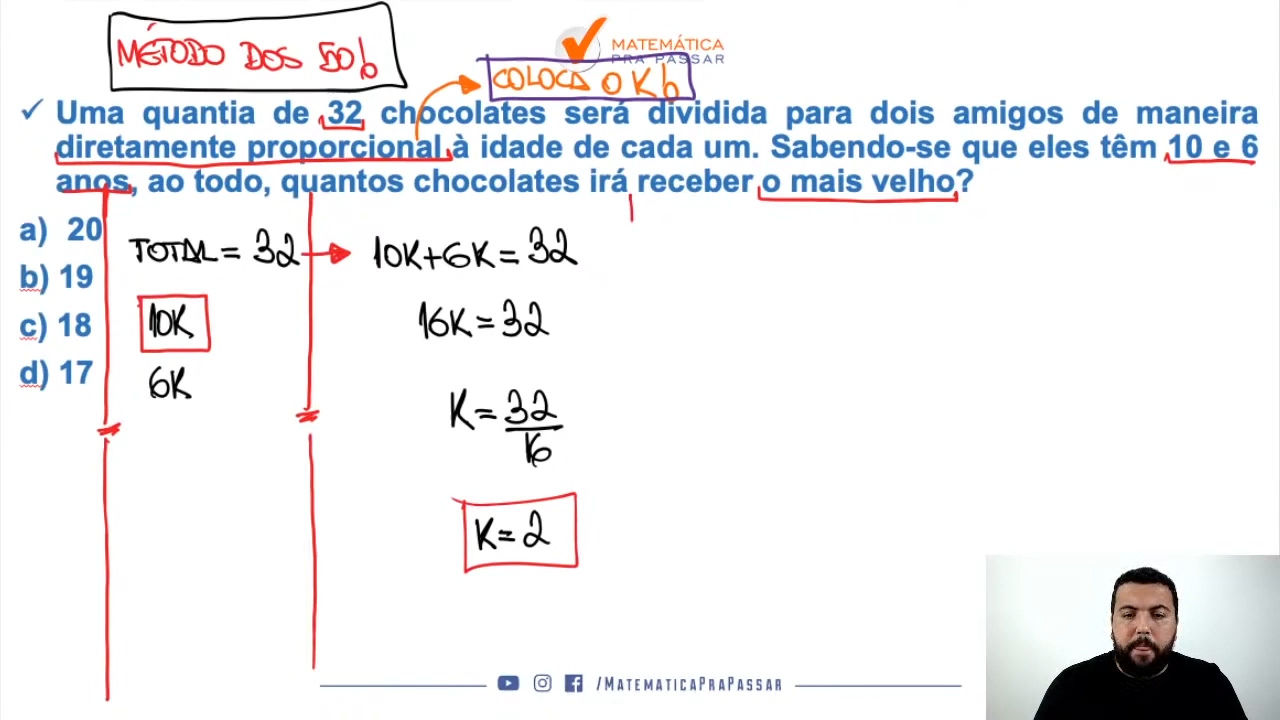 MÉTODO DOS 50!
MATEMÁTICA
PRA PASSAR
COLOCA O K!
✓ Uma quantia de 32 chocolates será dividida para dois amigos de maneira
diretamente proporcional à idade de cada um. Sabendo-se que eles têm 10 e 6
anos, ao todo, quantos chocolates irá receber o mais velho?
a) 20
b) 19
c) 18
d) 17
TOTAL = 32
10K
6K
10K+6K=32
16K=32
K=32
16
K=2
/MATEMATICAPRAPASSAR